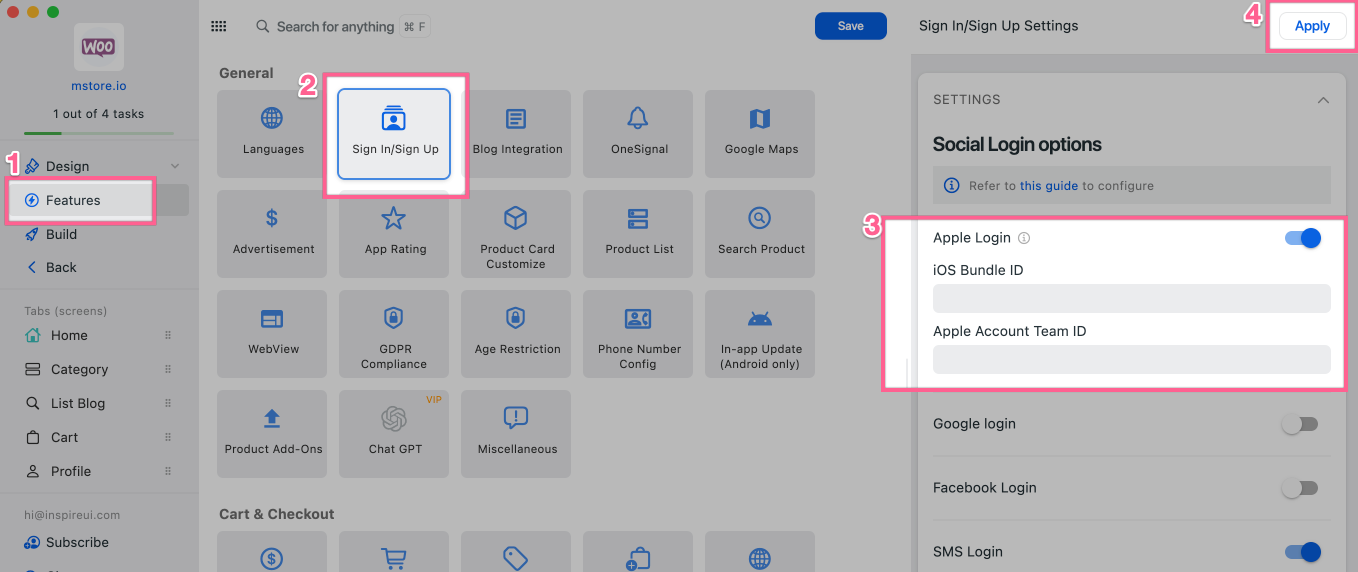 WOO
mstore.io
1 out of 4 tasks
1
Design
Features
Build
Back
Tabs (screens)
Home
Category
List Blog
Cart
Profile
hi@inspireui.com
Subscribe
Search for anything ⌘ F
Save
General
2
Languages
Sign In/Sign Up
Blog Integration
OneSignal
Google Maps
Advertisement
App Rating
Product Card
Customize
Product List
Search Product
WebView
GDPR
Compliance
Age Restriction
Phone Number
Config
In-app Update
(Android only)
Product Add-Ons
VIP
Chat GPT
Miscellaneous
Cart & Checkout
Sign In/Sign Up Settings
4
Apply
SETTINGS
Social Login options
Refer to this guide to configure
3
Apple Login
iOS Bundle ID
Apple Account Team ID
Google login
Facebook Login
SMS Login